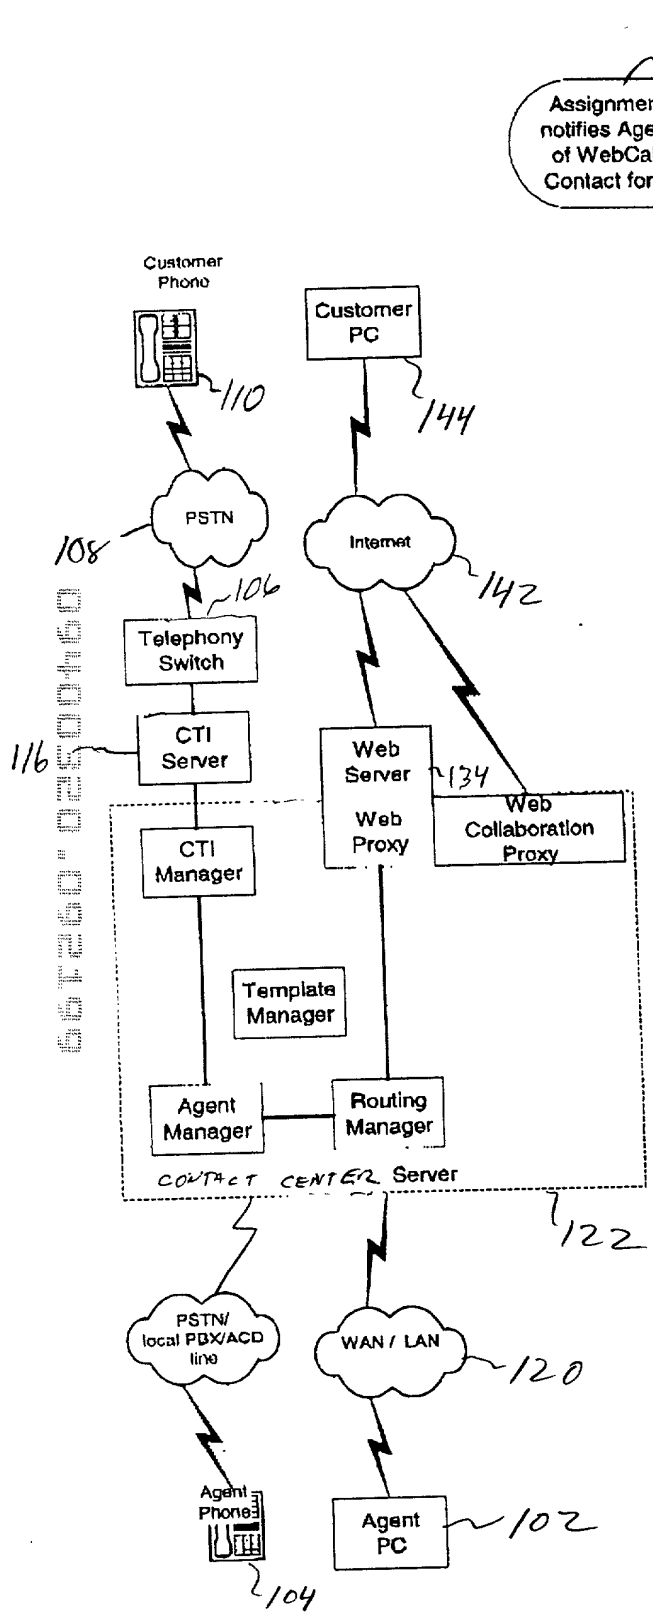 Assignmen
notifies Age
of WebCal
Contact for
Customer
Phone
110
Customer
PC
144
PSTN
108
Internet
142
106
Telephony
Switch
CTI
Server
116
Web
Server
134
Web
Proxy
Web
Collaboration
Proxy
CTI
Manager
Template
Manager
Agent
Manager
Routing
Manager
CONTACT CENTER Server
122
PSTN/
local PBX/ACD
line
WAN / LAN
120
Agent
Phone
104
Agent
PC
102